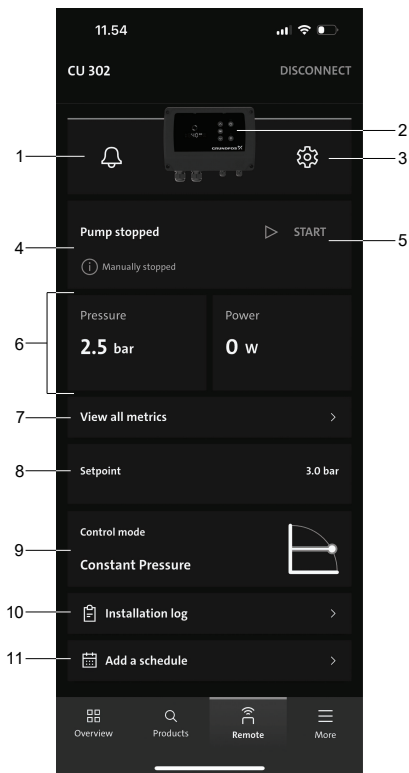 11.54
CU 302
DISCONNECT
GRUNDFOS
1
2
3
Pump stopped
START
4
5
Manually stopped
Pressure
Power
2.5 bar
0 W
6
7
View all metrics
8
Setpoint
3.0 bar
Control mode
9
Constant Pressure
10
Installation log
11
Add a schedule
Overview
Products
Remote
More